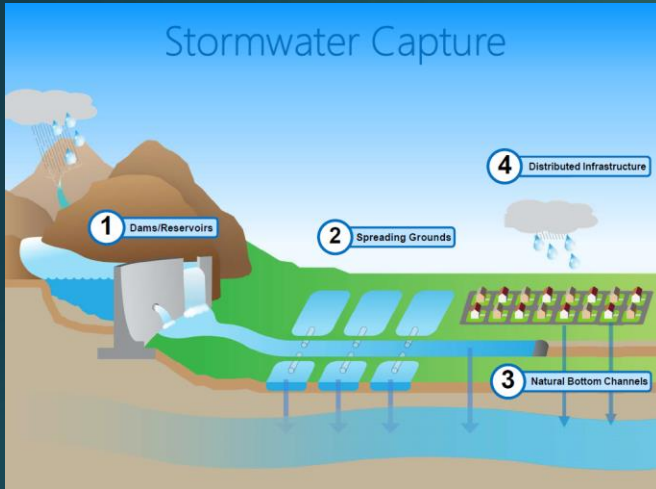 Stormwater Capture
1 Dams/Reservoirs
2 Spreading Grounds
4 Distributed Infrastructure
3 Natural Bottom Channels